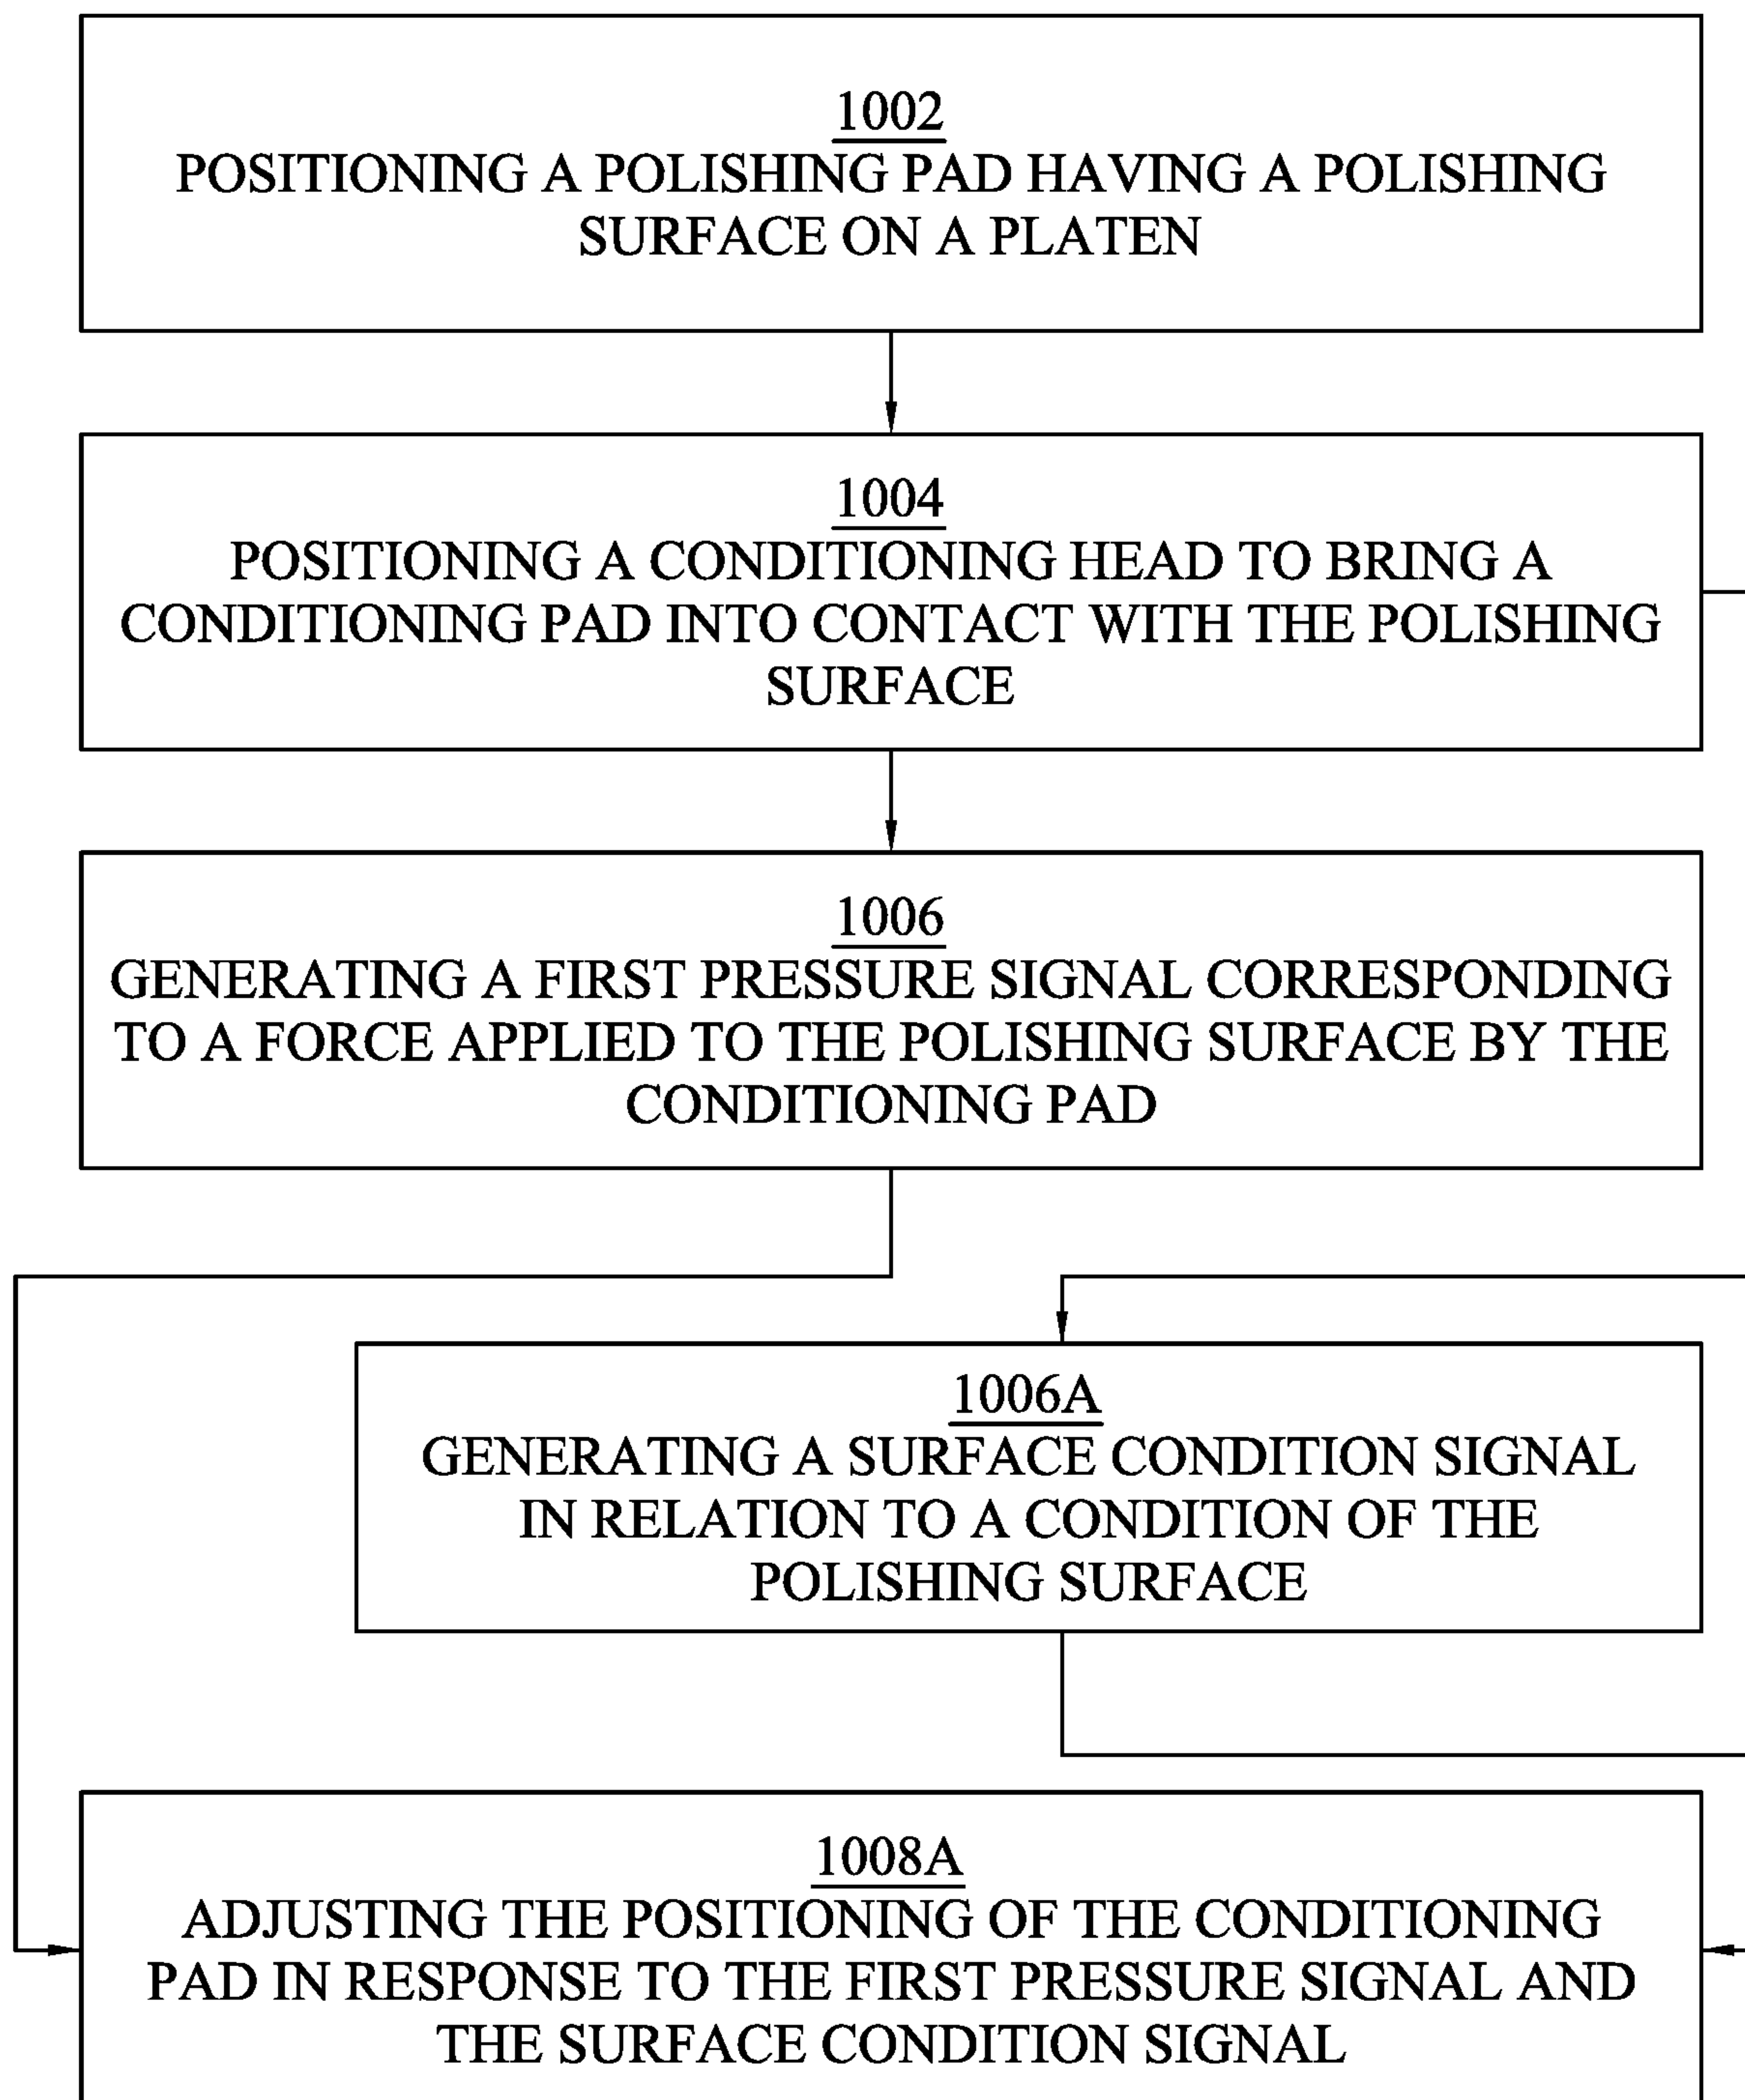 1002
POSITIONING A POLISHING PAD HAVING A POLISHING
SURFACE ON A PLATEN
1004
POSITIONING A CONDITIONING HEAD TO BRING A
CONDITIONING PAD INTO CONTACT WITH THE POLISHING
SURFACE
1006
GENERATING A FIRST PRESSURE SIGNAL CORRESPONDING
TO A FORCE APPLIED TO THE POLISHING SURFACE BY THE
CONDITIONING PAD
1006A
GENERATING A SURFACE CONDITION SIGNAL
IN RELATION TO A CONDITION OF THE
POLISHING SURFACE
1008A
ADJUSTING THE POSITIONING OF THE CONDITIONING
PAD IN RESPONSE TO THE FIRST PRESSURE SIGNAL AND
THE SURFACE CONDITION SIGNAL